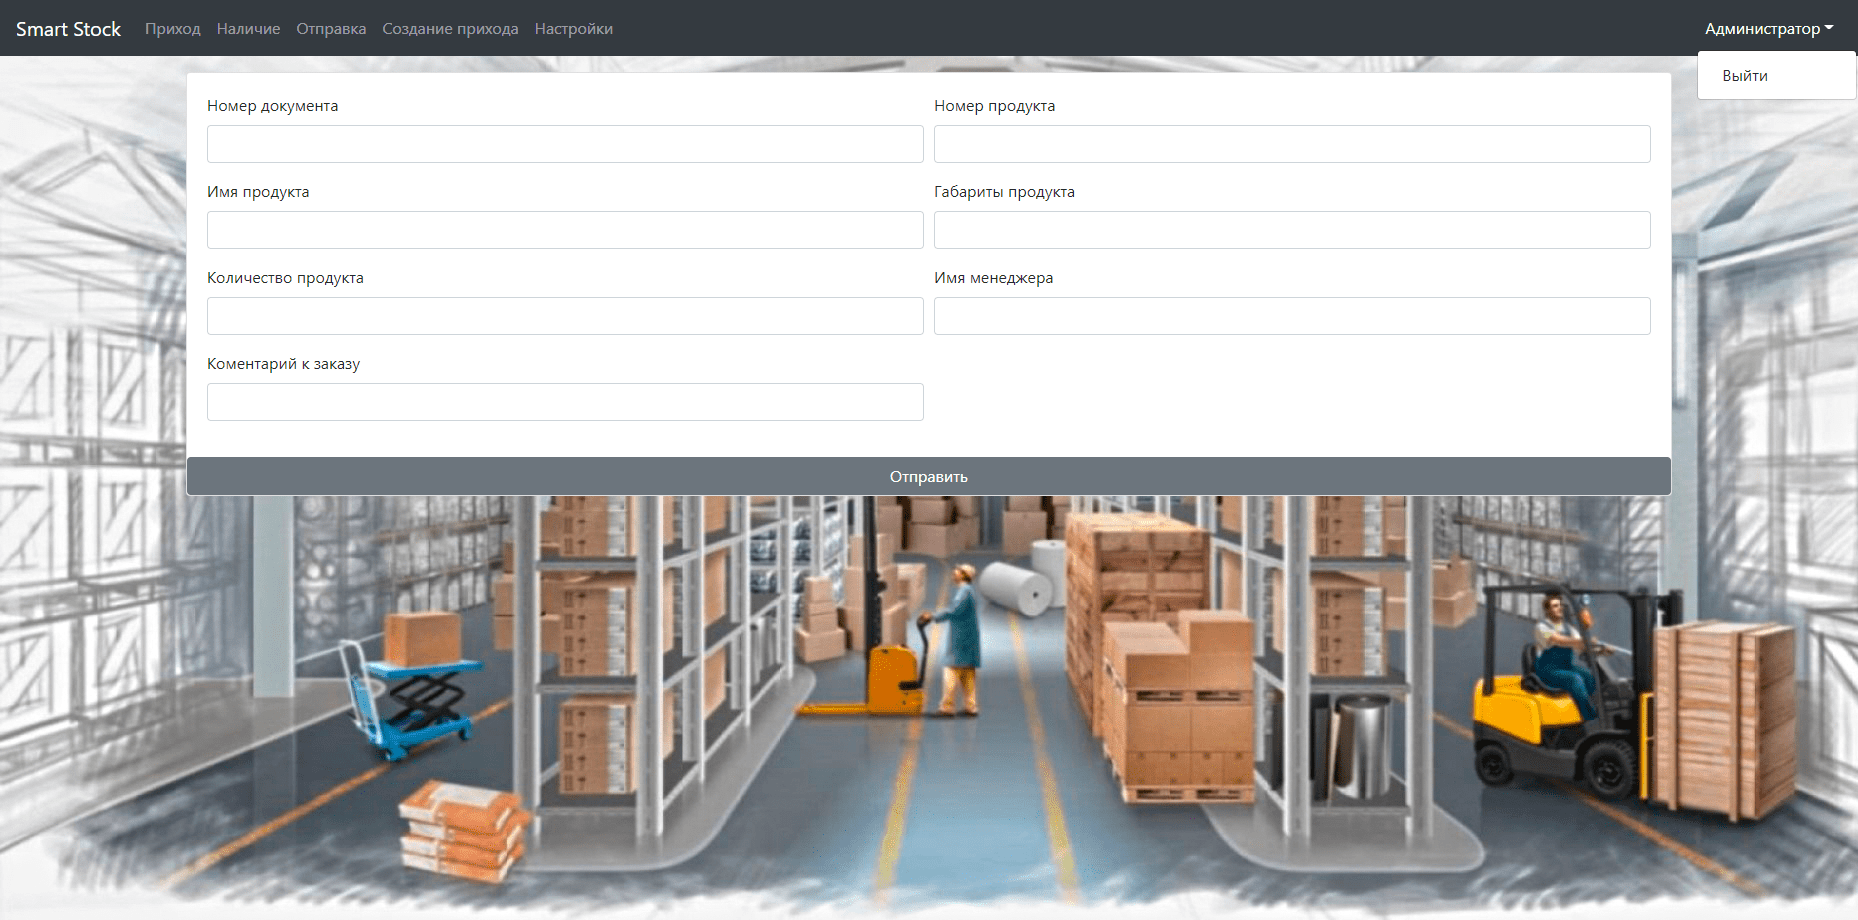 Smart Stock Приход Наличие Отправка Создание прихода Настройки Администратор
Выйти
Номер документа
Номер продукта
Имя продукта
Габариты продукта
Количество продукта
Имя менеджера
Коментарий к заказу
Отправить